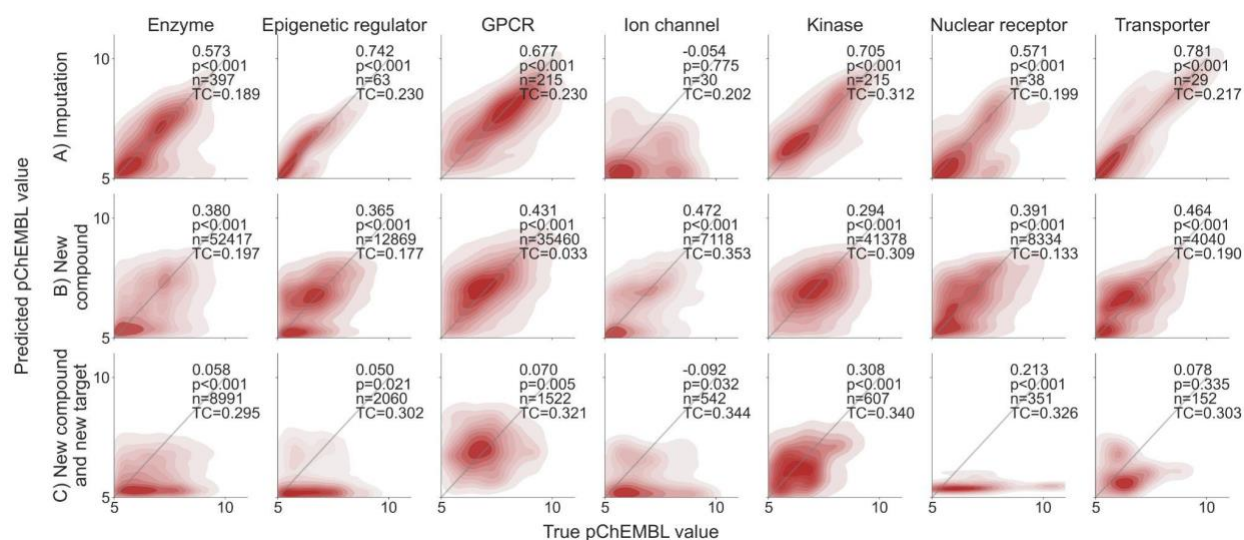 Enzyme
Epigenetic regulator
GPCR
Ion channel
Kinase
Nuclear receptor
Transporter
Predicted pChEMBL value
A) Imputation
10
5
0.573
p<0.001
n=397
TC=0.189
0.742
p<0.001
n=63
TC=0.230
0.677
p<0.001
n=215
TC=0.230
-0.054
p=0.775
n=30
TC=0.202
0.705
p<0.001
n=215
TC=0.312
0.571
p<0.001
n=38
TC=0.199
0.781
p<0.001
n=29
TC=0.217
B) New
compound
10
5
0.380
p<0.001
n=52417
TC=0.197
0.365
p<0.001
n=12869
TC=0.177
0.431
p<0.001
n=35460
TC=0.033
0.472
p<0.001
n=7118
TC=0.353
0.294
p<0.001
n=41378
TC=0.309
0.391
p<0.001
n=8334
TC=0.133
0.464
p<0.001
n=4040
TC=0.190
C) New compound
and new target
10
5
0.058
p<0.001
n=8991
TC=0.295
0.050
p=0.021
n=2060
TC=0.302
0.070
p=0.005
n=1522
TC=0.321
-0.092
p=0.032
n=542
TC=0.344
0.308
p<0.001
n=607
TC=0.340
0.213
p<0.001
n=351
TC=0.326
0.078
p=0.335
n=152
TC=0.303
5 10
5 10
5 10
5 10
5 10
5 10
5 10
True pChEMBL value